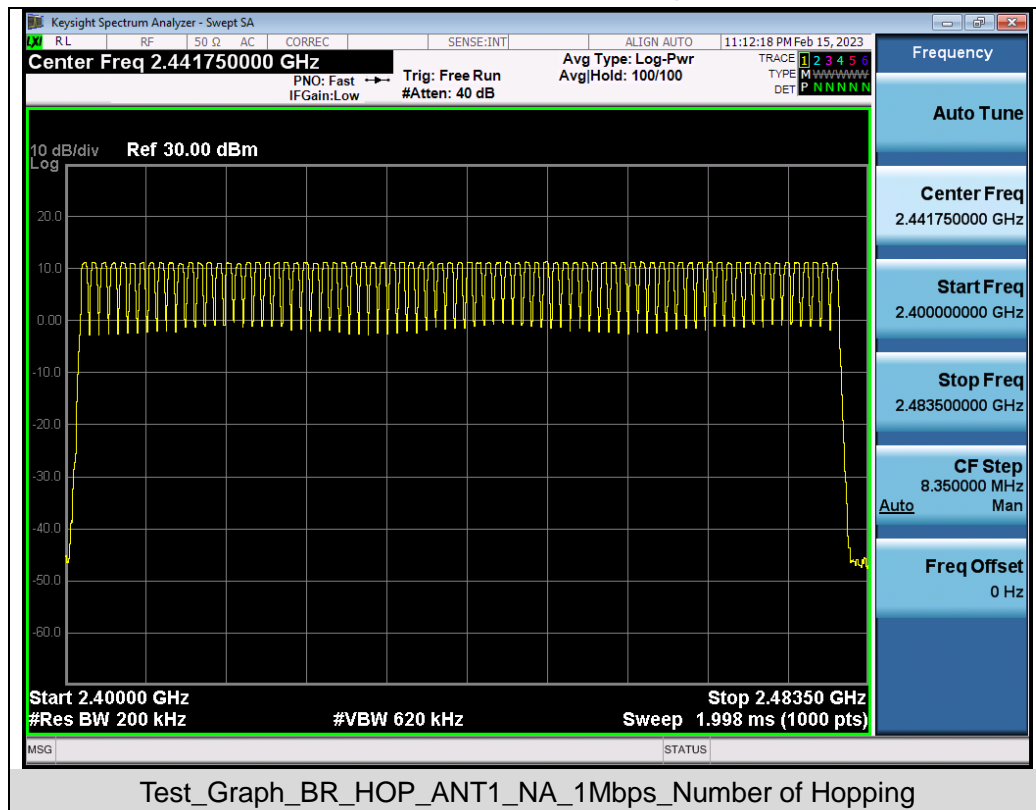 Keysight Spectrum Analyzer - Swept SA
LXI RL RF 50 Ω AC CORREC SENSE:INT ALIGN AUTO 11:12:18 PM Feb 15, 2023
Center Freq 2.441750000 GHz
PNO: Fast
IFGain:Low
Trig: Free Run
#Atten: 40 dB
Avg Type: Log-Pwr
Avg|Hold: 100/100
TRACE 1 2 3 4 5 6
TYPE M WWWWW
DET P N N N N N
10 dB/div Ref 30.00 dBm
Log
20.0
10.0
0.00
-10.0
-20.0
-30.0
-40.0
-50.0
-60.0
Start 2.40000 GHz Stop 2.48350 GHz
#Res BW 200 kHz #VBW 620 kHz Sweep 1.998 ms (1000 pts)
MSG STATUS
Frequency
Auto Tune
Center Freq
2.441750000 GHz
Start Freq
2.400000000 GHz
Stop Freq
2.483500000 GHz
CF Step
8.350000 MHz
Auto Man
Freq Offset
0 Hz
Test_Graph_BR_HOP_ANT1_NA_1Mbps_Number of Hopping